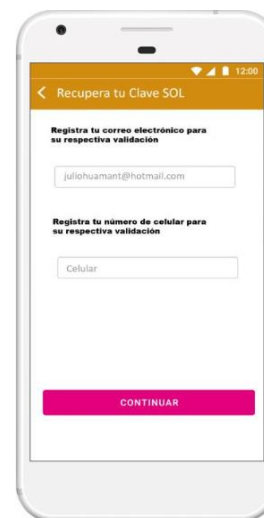 12:00
Recupera tu Clave SOL
Registra tu correo electrónico para
su respectiva validación
juliohuamant@hotmail.com
Registra tu número de celular para
su respectiva validación
Celular
CONTINUAR